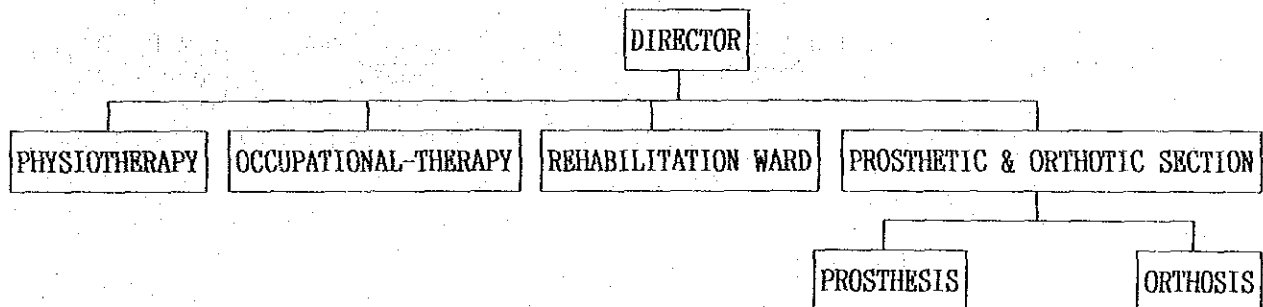 DIRECTOR
PHYSIOTHERAPY OCCUPATIONAL-THERAPY REHABILITATION WARD PROSTHETIC & ORTHOTIC SECTION
PROSTHESIS ORTHOSIS